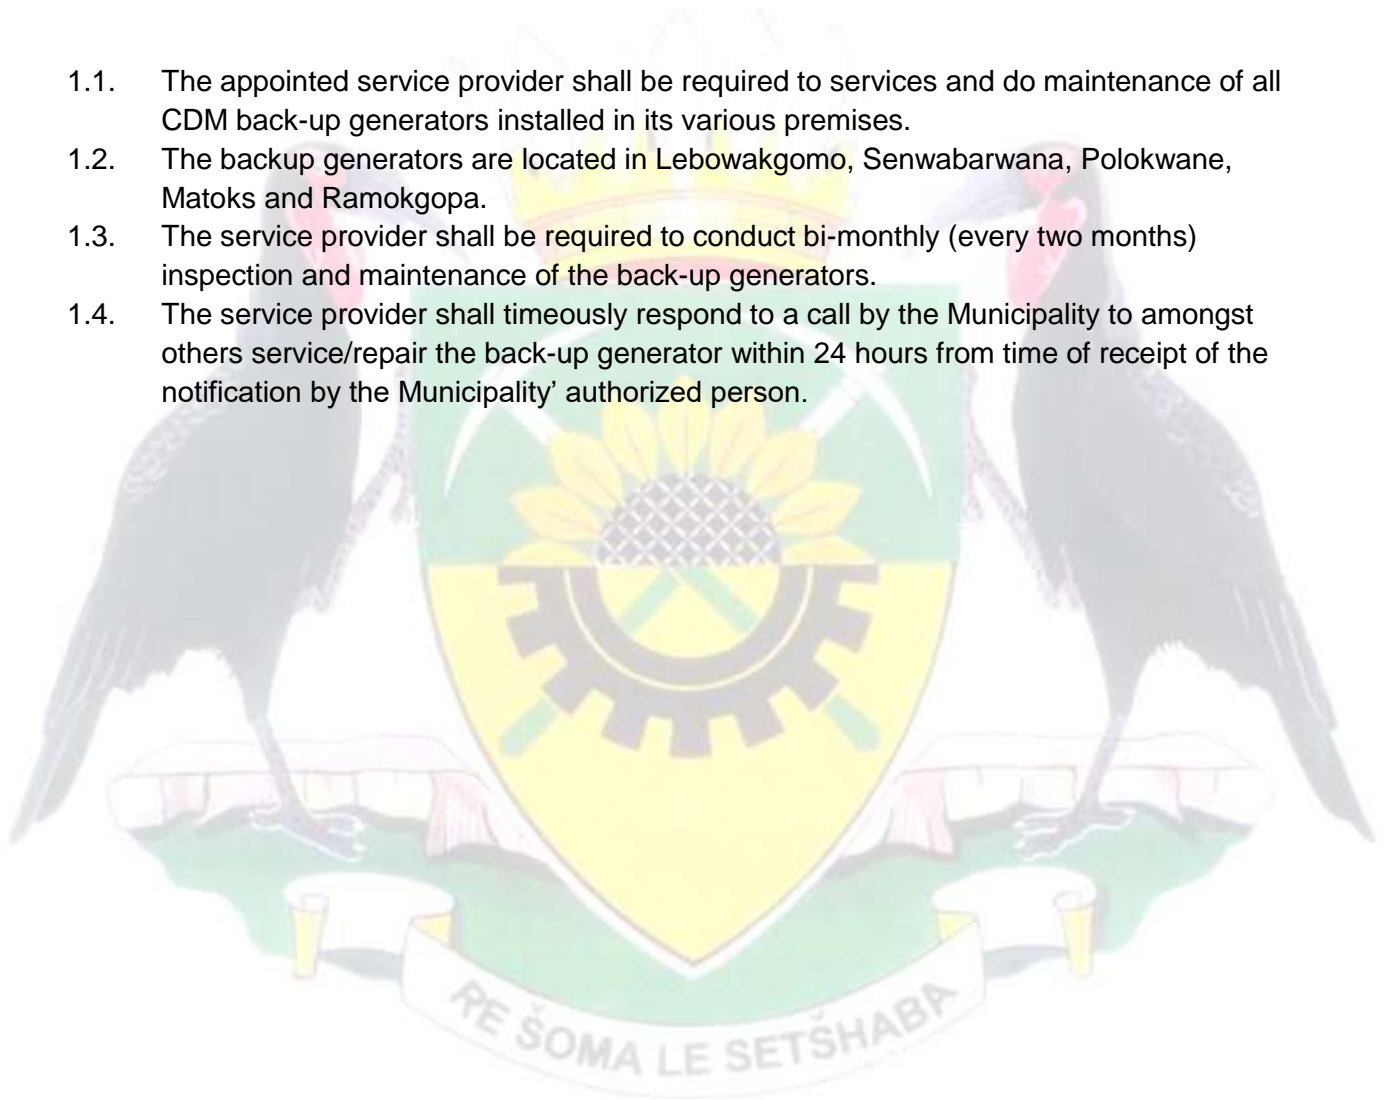 1.1. The appointed service provider shall be required to services and do maintenance of all
CDM back-up generators installed in its various premises.
1.2. The backup generators are located in Lebowakgomo, Senwabarwana, Polokwane,
Matoks and Ramokgopa.
1.3. The service provider shall be required to conduct bi-monthly (every two months)
inspection and maintenance of the back-up generators.
1.4. The service provider shall timeously respond to a call by the Municipality to amongst
others service/repair the back-up generator within 24 hours from time of receipt of the
notification by the Municipality’ authorized person.
RE ŠOMA LE SETŠHABA